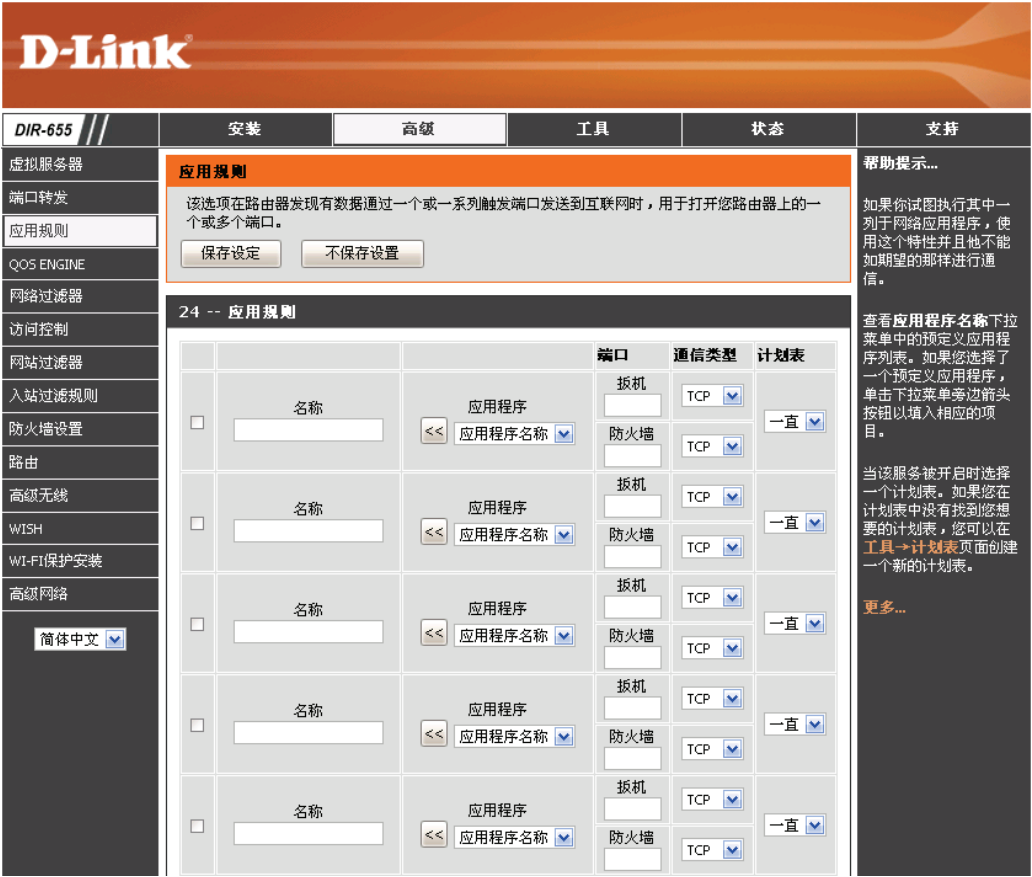 D-Link
DIR-655
安装
高级
工具
状态
支持
虚拟服务器
端口转发
应用规则
QOS ENGINE
网络过滤器
访问控制
网站过滤器
入站过滤规则
防火墙设置
路由
高级无线
WISH
WI-FI保护安装
高级网络
简体中文
应用规则
该选项在路由器发现有数据通过一个或一系列触发端口发送到互联网时，用于打开您路由器上的一
个或多个端口。
保存设定
不保存设置
24 -- 应用规则
端口
通信类型
计划表
名称
应用程序
<<
应用程序名称
扳机
TCP
防火墙
TCP
一直
名称
应用程序
<<
应用程序名称
扳机
TCP
防火墙
TCP
一直
名称
应用程序
<<
应用程序名称
扳机
TCP
防火墙
TCP
一直
名称
应用程序
<<
应用程序名称
扳机
TCP
防火墙
TCP
一直
名称
应用程序
<<
应用程序名称
扳机
TCP
防火墙
TCP
一直
帮助提示...
如果你试图执行其中一
列于网络应用程序，使
用这个特性并且他不能
如期望的那样进行通
信。
查看应用程序名称下拉
菜单中的预定义应用程
序列表。如果您选择了
一个预定义应用程序，
单击下拉菜单旁边箭头
按钮以填入相应的项
目。
当该服务被开启时选择
一个计划表。如果您在
计划表中没有找到您想
要的计划表，您可以在
工具→计划表页面创建
一个新的计划表。
更多...